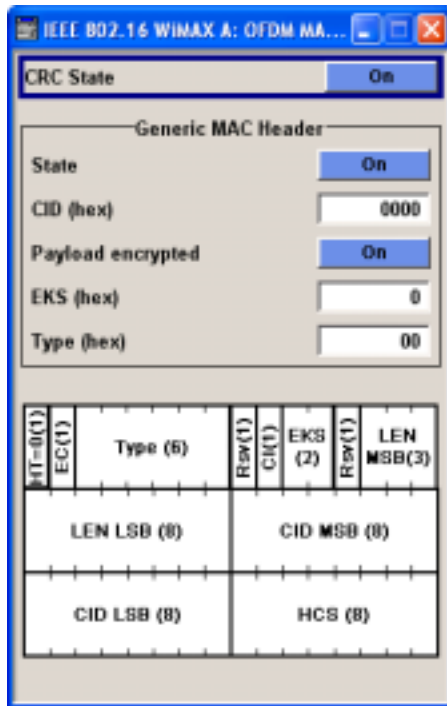 IEEE 802.16 WiMAX A: OFDM MA...
CRC State On
Generic MAC Header
State On
CID (hex) 0000
Payload encrypted On
EKS (hex) 0
Type (hex) 00
HT=0(1) EC(1) Type (6) Rsv(1) CI(1) EKS (2) Rsv(1) LEN MSB(3)
LEN LSB (8) CID MSB (8)
CID LSB (8) HCS (8)